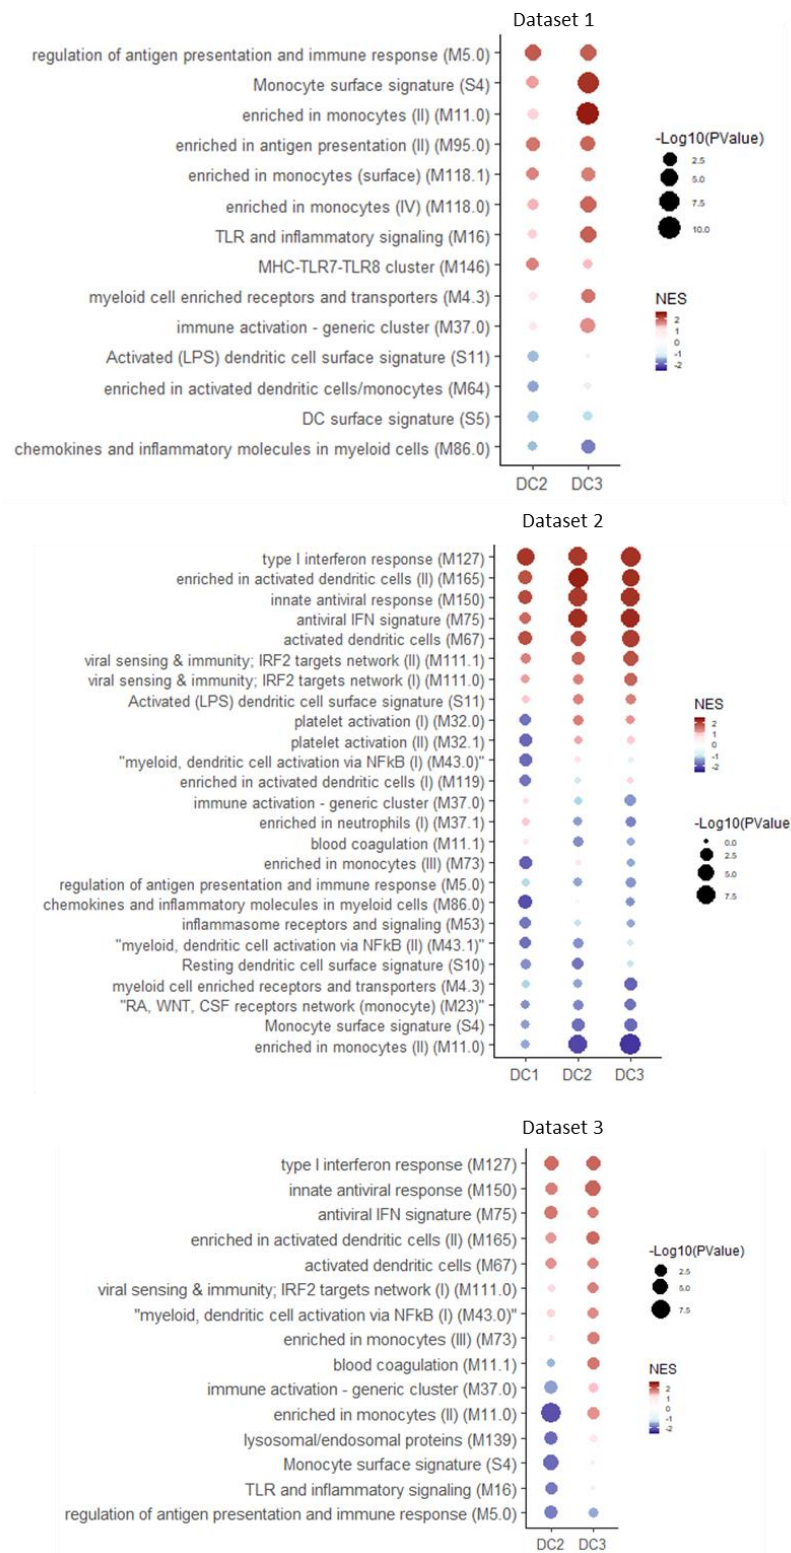 Dataset 1
regulation of antigen presentation and immune response (M5.0)
Monocyte surface signature (S4)
enriched in monocytes (II) (M11.0)
enriched in antigen presentation (II) (M95.0)
enriched in monocytes (surface) (M118.1)
enriched in monocytes (IV) (M118.0)
TLR and inflammatory signaling (M16)
MHC-TLR7-TLR8 cluster (M146)
myeloid cell enriched receptors and transporters (M4.3)
immune activation - generic cluster (M37.0)
Activated (LPS) dendritic cell surface signature (S11)
enriched in activated dendritic cells/monocytes (M64)
DC surface signature (S5)
chemokines and inflammatory molecules in myeloid cells (M86.0)
DC2 DC3
-Log10(PValue)
2.5
5.0
7.5
10.0
NES
2
1
0
-1
-2
Dataset 2
type I interferon response (M127)
enriched in activated dendritic cells (II) (M165)
innate antiviral response (M150)
antiviral IFN signature (M75)
activated dendritic cells (M67)
viral sensing & immunity; IRF2 targets network (II) (M111.1)
viral sensing & immunity; IRF2 targets network (I) (M111.0)
Activated (LPS) dendritic cell surface signature (S11)
platelet activation (I) (M32.0)
platelet activation (II) (M32.1)
"myeloid, dendritic cell activation via NFkB (I) (M43.0)"
enriched in activated dendritic cells (I) (M119)
immune activation - generic cluster (M37.0)
enriched in neutrophils (I) (M37.1)
blood coagulation (M11.1)
enriched in monocytes (III) (M73)
regulation of antigen presentation and immune response (M5.0)
chemokines and inflammatory molecules in myeloid cells (M86.0)
inflammasome receptors and signaling (M53)
"myeloid, dendritic cell activation via NFkB (II) (M43.1)"
Resting dendritic cell surface signature (S10)
myeloid cell enriched receptors and transporters (M4.3)
"RA, WNT, CSF receptors network (monocyte) (M23)"
Monocyte surface signature (S4)
enriched in monocytes (II) (M11.0)
DC1 DC2 DC3
NES
2
1
0
-1
-2
-Log10(PValue
0.0
2.5
5.0
7.5
Dataset 3
type I interferon response (M127)
innate antiviral response (M150)
antiviral IFN signature (M75)
enriched in activated dendritic cells (II) (M165)
activated dendritic cells (M67)
viral sensing & immunity; IRF2 targets network (I) (M111.0)
"myeloid, dendritic cell activation via NFkB (I) (M43.0)"
enriched in monocytes (III) (M73)
blood coagulation (M11.1)
immune activation - generic cluster (M37.0)
enriched in monocytes (II) (M11.0)
lysosomal/endosomal proteins (M139)
Monocyte surface signature (S4)
TLR and inflammatory signaling (M16)
regulation of antigen presentation and immune response (M5.0)
DC2 DC3
-Log10(PValue)
2.5
5.0
7.5
NES
2
1
0
-1
-2